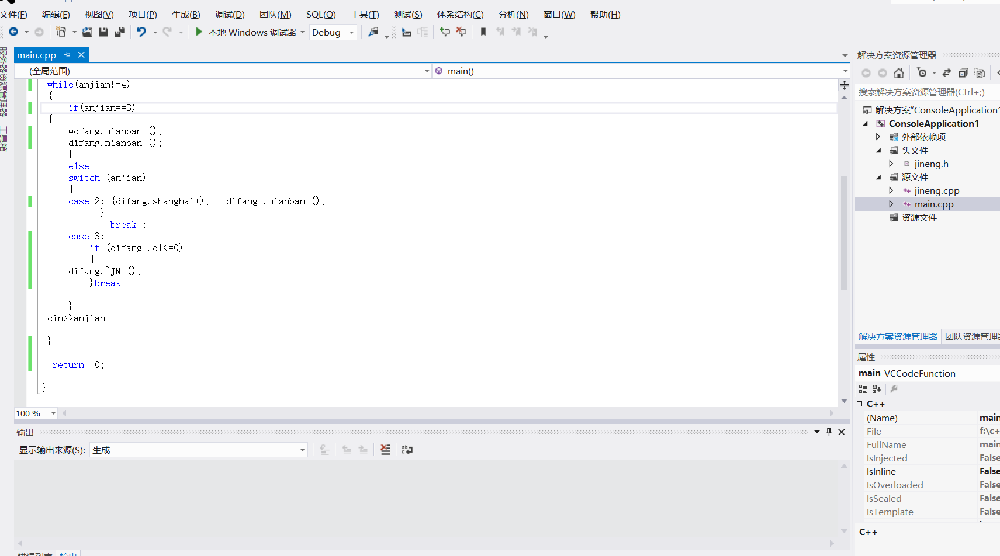 文件(F) 编辑(E) 视图(V) 项目(P) 生成(B) 调试(D) 团队(M) SQL(Q) 工具(T) 测试(S) 体系结构(C) 分析(N) 窗口(W) 帮助(H)
本地 Windows 调试器 Debug
服务器资源管理器
工具箱
main.cpp
(全局范围) main()
while(anjian!=4)
{
if(anjian==3)
{
wofang.mianban ();
difang.mianban ();
}
else
switch (anjian)
{
case 2: {difang.shanghai(); difang .mianban ();
}
break ;
case 3:
if (difang .dl<=0)
{
difang.~JN ();
}break ;
}
cin>>anjian;
}
return 0;
}
100 %
输出
显示输出来源(S): 生成
错误列表 输出
解决方案资源管理器
搜索解决方案资源管理器(Ctrl+;)
解决方案"ConsoleApplication1
ConsoleApplication1
外部依赖项
头文件
jineng.h
源文件
jineng.cpp
main.cpp
资源文件
解决方案资源管理器 团队资源管理器
属性
main VCCodeFunction
C++
(Name) main
File f:\c+
FullName main
IsInjected False
IsInline False
IsOverloaded False
IsSealed False
IsTemplate False
C++